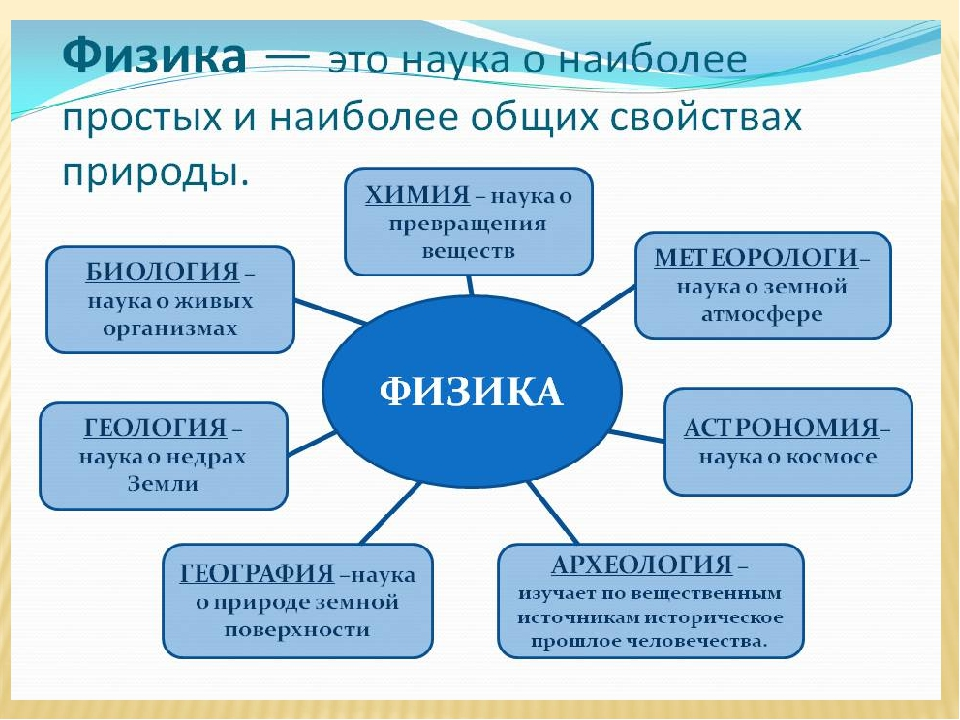 Физика — это наука о наиболее
простых и наиболее общих свойствах
природы.
ХИМИЯ – наука о
превращения
веществ
БИОЛОГИЯ –
наука о живых
организмах
МЕТЕОРОЛОГИ–
наука о земной
атмосфере
ФИЗИКА
ГЕОЛОГИЯ –
наука о недрах
Земли
АСТРОНОМИЯ–
наука о космосе
ГЕОГРАФИЯ –наука
о природе земной
поверхности
АРХЕОЛОГИЯ –
изучает по вещественным
источникам историческое
прошлое человечества.